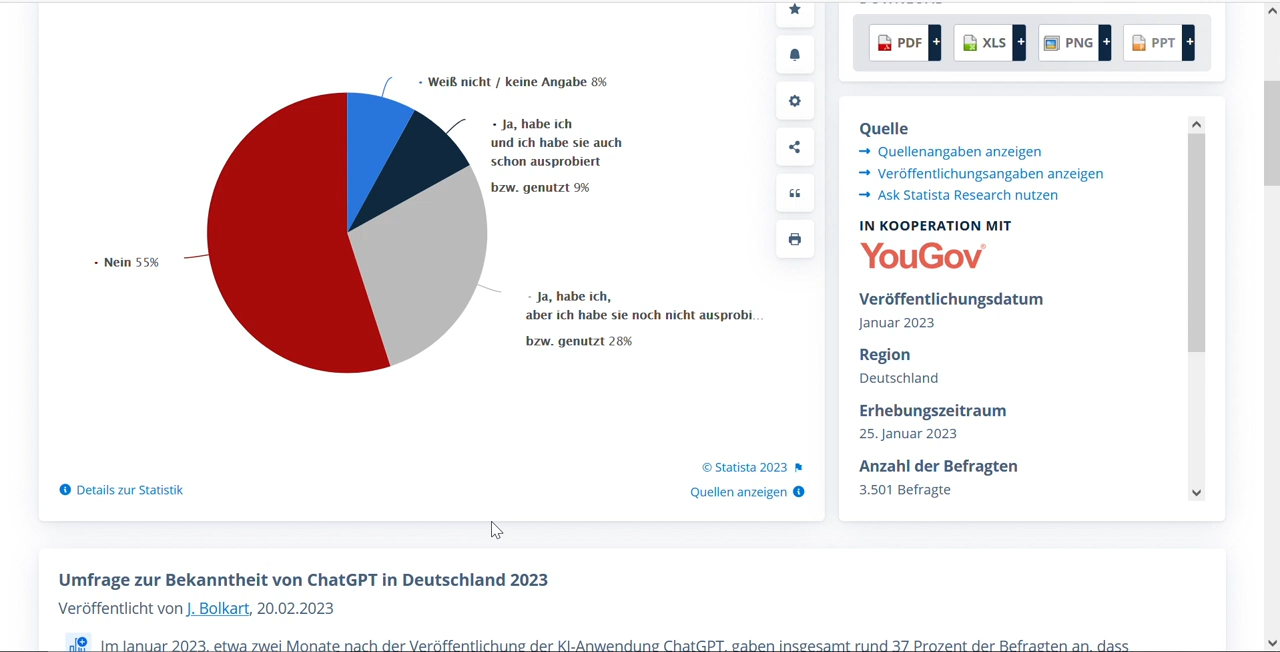 - Weiß nicht / keine Angabe 8%
- Ja, habe ich
und ich habe sie auch
schon ausprobiert
bzw. genutzt 9%
- Nein 55%
- Ja, habe ich,
aber ich habe sie noch nicht ausprobi...
bzw. genutzt 28%
Details zur Statistik
© Statista 2023
Quellen anzeigen
PDF + XLS + PNG + PPT +
Quelle
→ Quellenangaben anzeigen
→ Veröffentlichungsangaben anzeigen
→ Ask Statista Research nutzen
IN KOOPERATION MIT
YouGov®
Veröffentlichungsdatum
Januar 2023
Region
Deutschland
Erhebungszeitraum
25. Januar 2023
Anzahl der Befragten
3.501 Befragte
Umfrage zur Bekanntheit von ChatGPT in Deutschland 2023
Veröffentlicht von J. Bolkart, 20.02.2023
Im Januar 2023, etwa zwei Monate nach der Veröffentlichung der KI-Anwendung ChatGPT, gaben insgesamt rund 37 Prozent der Befragten an, dass